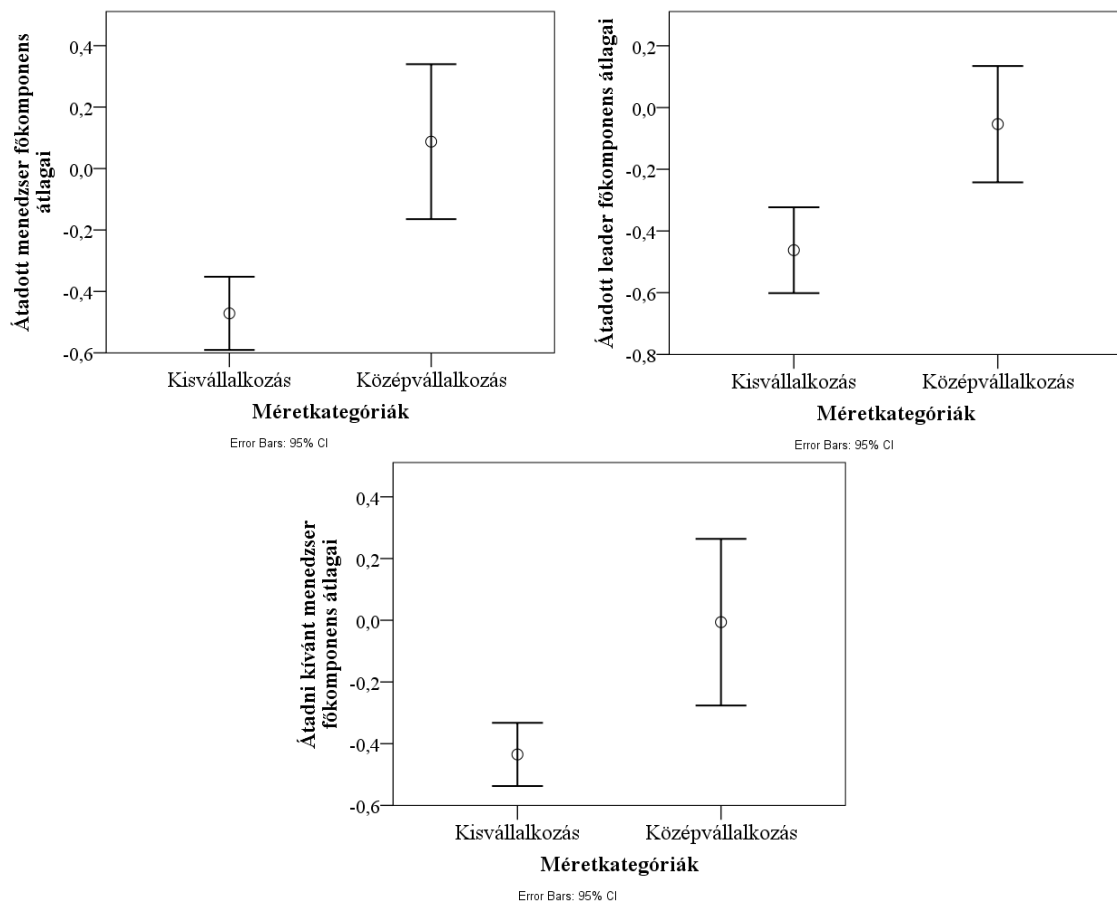 Átadott menedzser főkomponens
átlagai
0,4
0,2
0,0
-0,2
-0,4
-0,6
Kisvállalkozás Középvállalkozás
Méretkategóriák
Error Bars: 95% CI
Átadott leader főkomponens átlagai
0,2
0,0
-0,2
-0,4
-0,6
-0,8
Kisvállalkozás Középvállalkozás
Méretkategóriák
Error Bars: 95% CI
Átadni kívánt menedzser
főkomponens átlagai
0,4
0,2
0,0
-0,2
-0,4
-0,6
Kisvállalkozás Középvállalkozás
Méretkategóriák
Error Bars: 95% CI